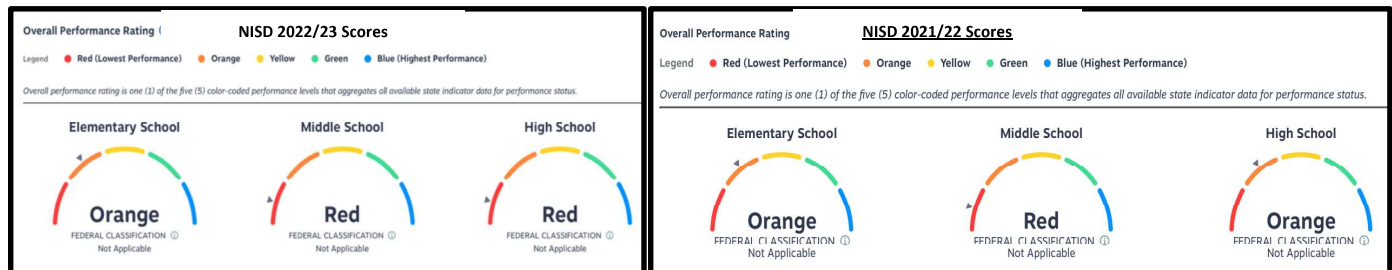 NISD 2022/23 Scores
Overall Performance Rating
Legend Red (Lowest Performance) Orange Yellow Green Blue (Highest Performance)
Overall performance rating is one (1) of the five (5) color-coded performance levels that aggregates all available state indicator data for performance status.
Elementary School Middle School High School
Orange Red Red
FEDERAL CLASSIFICATION FEDERAL CLASSIFICATION FEDERAL CLASSIFICATION
Not Applicable Not Applicable Not Applicable
NISD 2021/22 Scores
Overall Performance Rating
Legend Red (Lowest Performance) Orange Yellow Green Blue (Highest Performance)
Overall performance rating is one (1) of the five (5) color-coded performance levels that aggregates all available state indicator data for performance status.
Elementary School Middle School High School
Orange Red Orange
FEDERAL CLASSIFICATION FEDERAL CLASSIFICATION FEDERAL CLASSIFICATION
Not Applicable Not Applicable Not Applicable